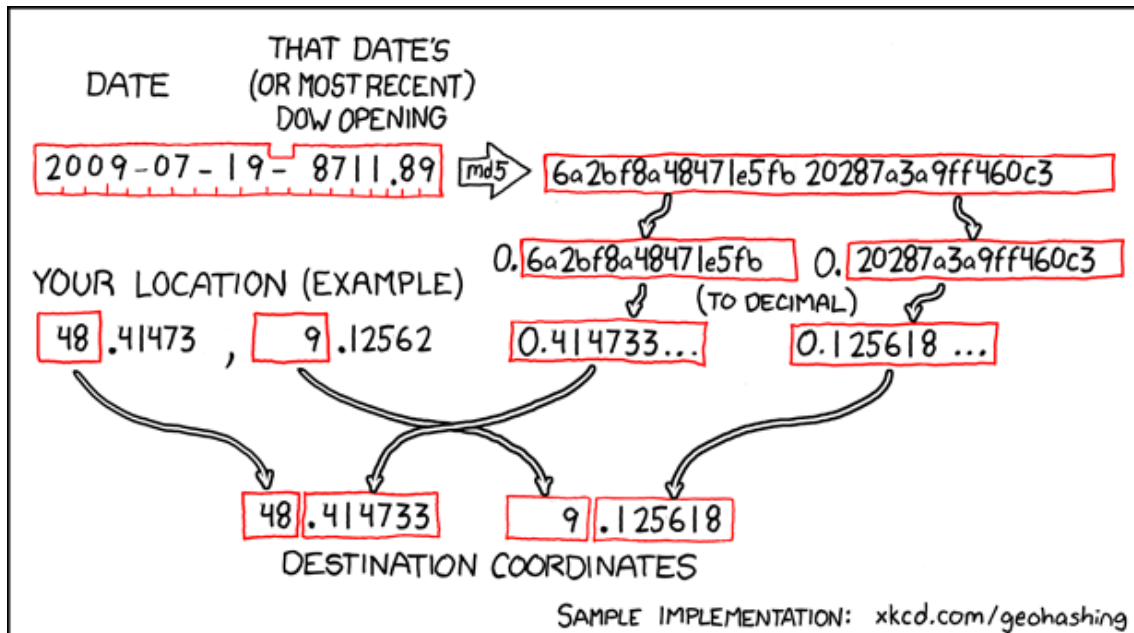 DATE
THAT DATE'S
(OR MOST RECENT)
DOW OPENING
2009-07-19- 8711.89
md5
6a2bf8a48471e5fb 20287a3a9ff460c3
0.6a2bf8a48471e5fb
0.20287a3a9ff460c3
(TO DECIMAL)
YOUR LOCATION (EXAMPLE)
48.41473, 9.12562
0.414733...
0.125618 ...
48.414733
9.125618
DESTINATION COORDINATES
SAMPLE IMPLEMENTATION: xkcd.com/geohashing